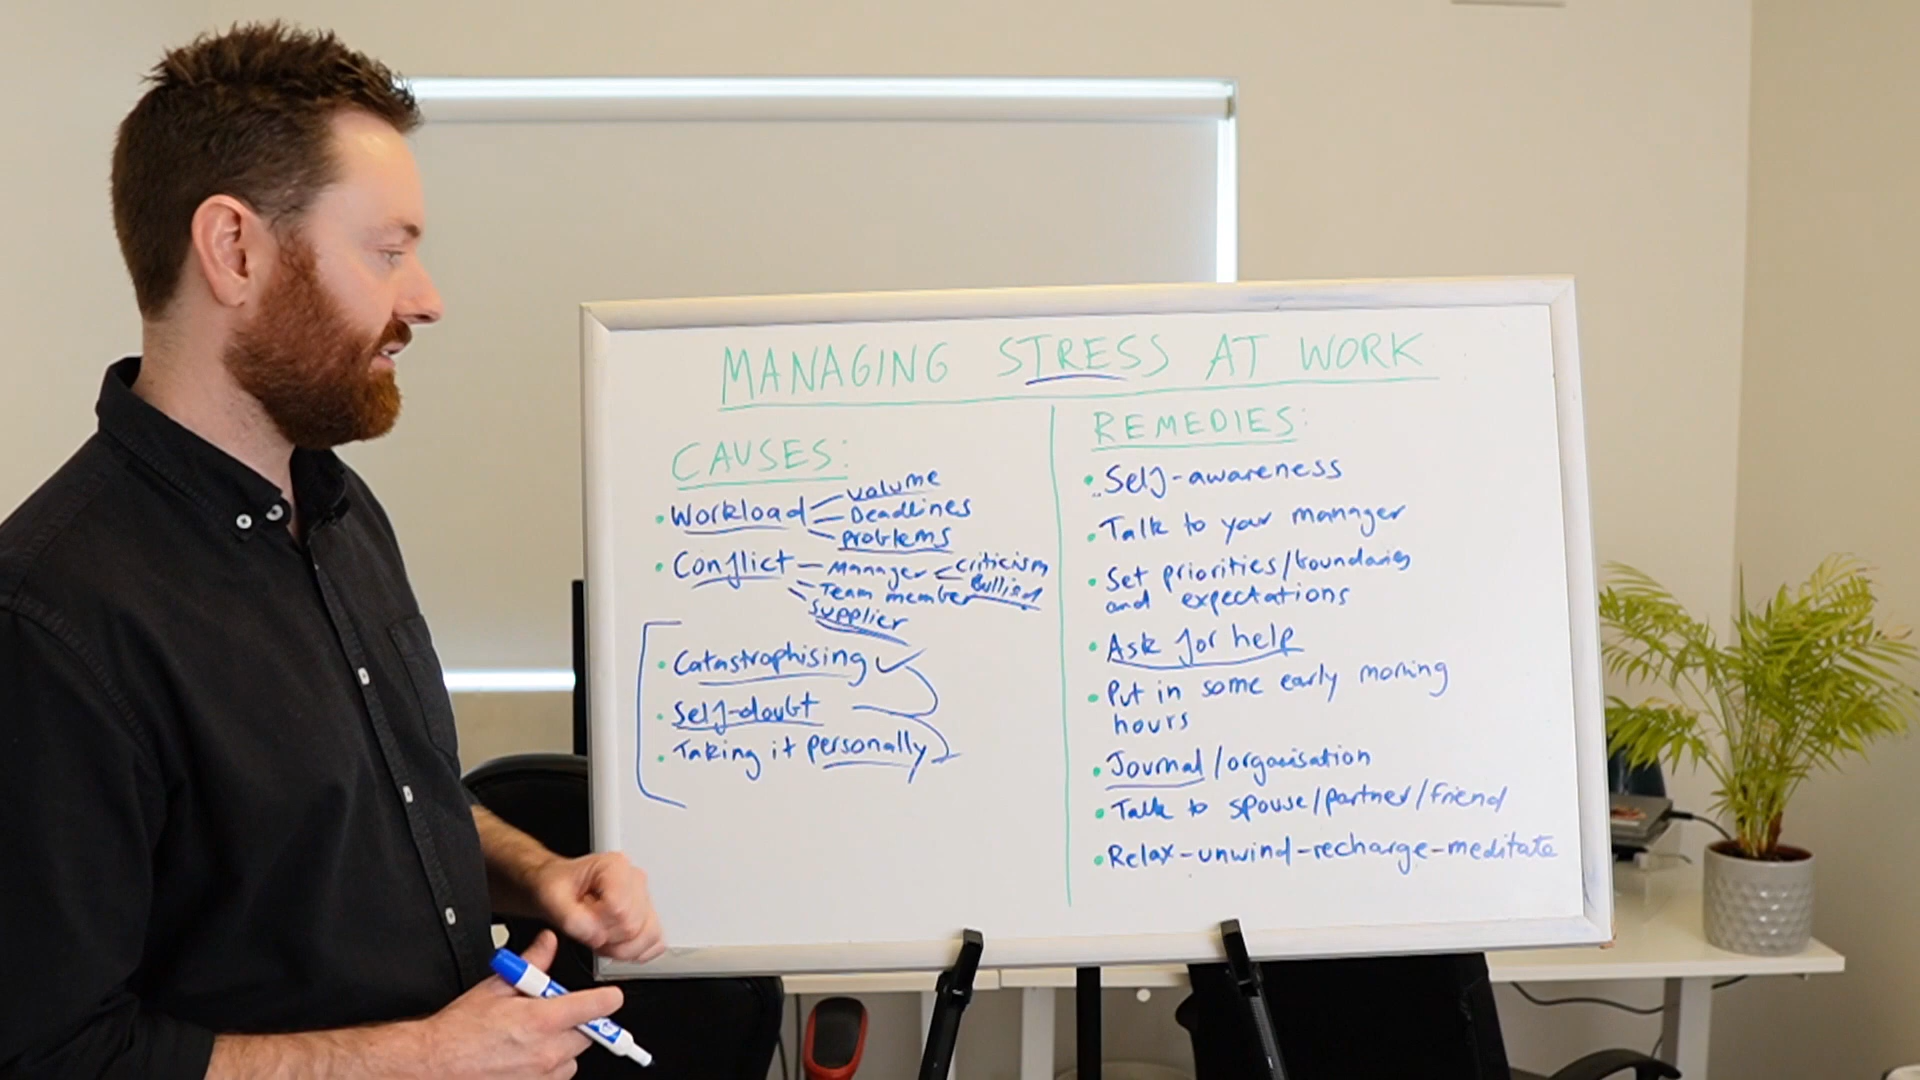 MANAGING STRESS AT WORK
CAUSES:
• Workload - volume
- Deadlines
- problems
• Conflict - Manager - criticism
- Bullied
- Team member
- supplier
• Catastrophising
• Self-doubt
• Taking it personally
REMEDIES:
• Self-awareness
• Talk to your manager
• Set priorities/boundaries
and expectations
• Ask for help
• Put in some early morning
hours
• Journal/organisation
• Talk to spouse/partner/friend
• Relax-unwind-recharge-meditate